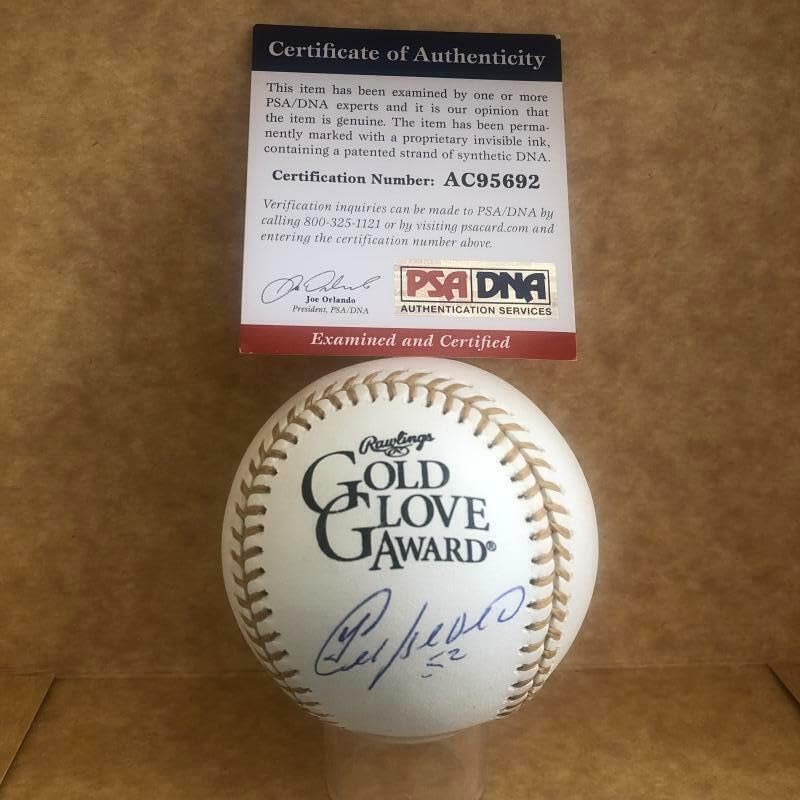 Certificate of Authenticity
This item has been examined by one or more
PSA/DNA experts and it is our opinion that
the item is genuine. The item has been perma-
nently marked with a proprietary invisible ink,
containing a patented strand of synthetic DNA.
Certification Number: AC95692
Verification inquiries can be made to PSA/DNA by
calling 800-325-1121 or by visiting psacard.com and
entering the certification number above.
Joe Orlando
President, PSA/DNA
PSA DNA
AUTHENTICATION SERVICES
Examined and Certified
Rawlings
R
GOLD
GLOVE
AWARD®
52